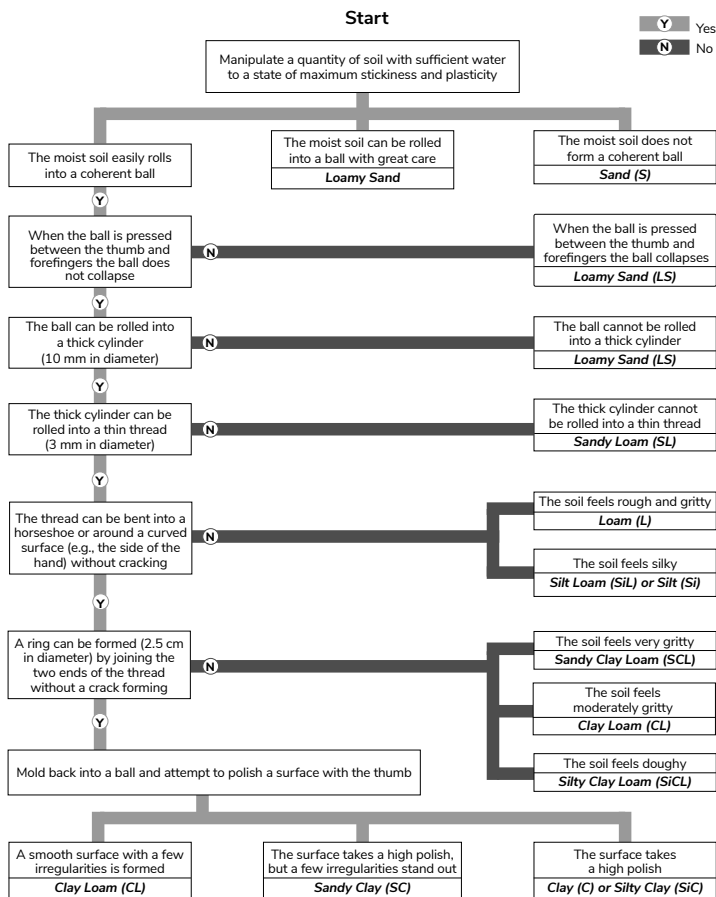 Start
Y Yes
N No
Manipulate a quantity of soil with sufficient water
to a state of maximum stickiness and plasticity
The moist soil easily rolls
into a coherent ball
The moist soil can be rolled
into a ball with great care
Loamy Sand
The moist soil does not
form a coherent ball
Sand (S)
Y
When the ball is pressed
between the thumb and
forefingers the ball does
not collapse
N
When the ball is pressed
between the thumb and
forefingers the ball collapses
Loamy Sand (LS)
Y
The ball can be rolled into
a thick cylinder
(10 mm in diameter)
N
The ball cannot be rolled
into a thick cylinder
Loamy Sand (LS)
Y
The thick cylinder can be
rolled into a thin thread
(3 mm in diameter)
N
The thick cylinder cannot
be rolled into a thin thread
Sandy Loam (SL)
Y
The thread can be bent into a
horseshoe or around a curved
surface (e.g., the side of the
hand) without cracking
N
The soil feels rough and gritty
Loam (L)
The soil feels silky
Silt Loam (SiL) or Silt (Si)
Y
A ring can be formed (2.5 cm
in diameter) by joining the
two ends of the thread
without a crack forming
N
The soil feels very gritty
Sandy Clay Loam (SCL)
The soil feels
moderately gritty
Clay Loam (CL)
The soil feels doughy
Silty Clay Loam (SiCL)
Y
Mold back into a ball and attempt to polish a surface with the thumb
A smooth surface with a few
irregularities is formed
Clay Loam (CL)
The surface takes a high polish,
but a few irregularities stand out
Sandy Clay (SC)
The surface takes
a high polish
Clay (C) or Silty Clay (SiC)